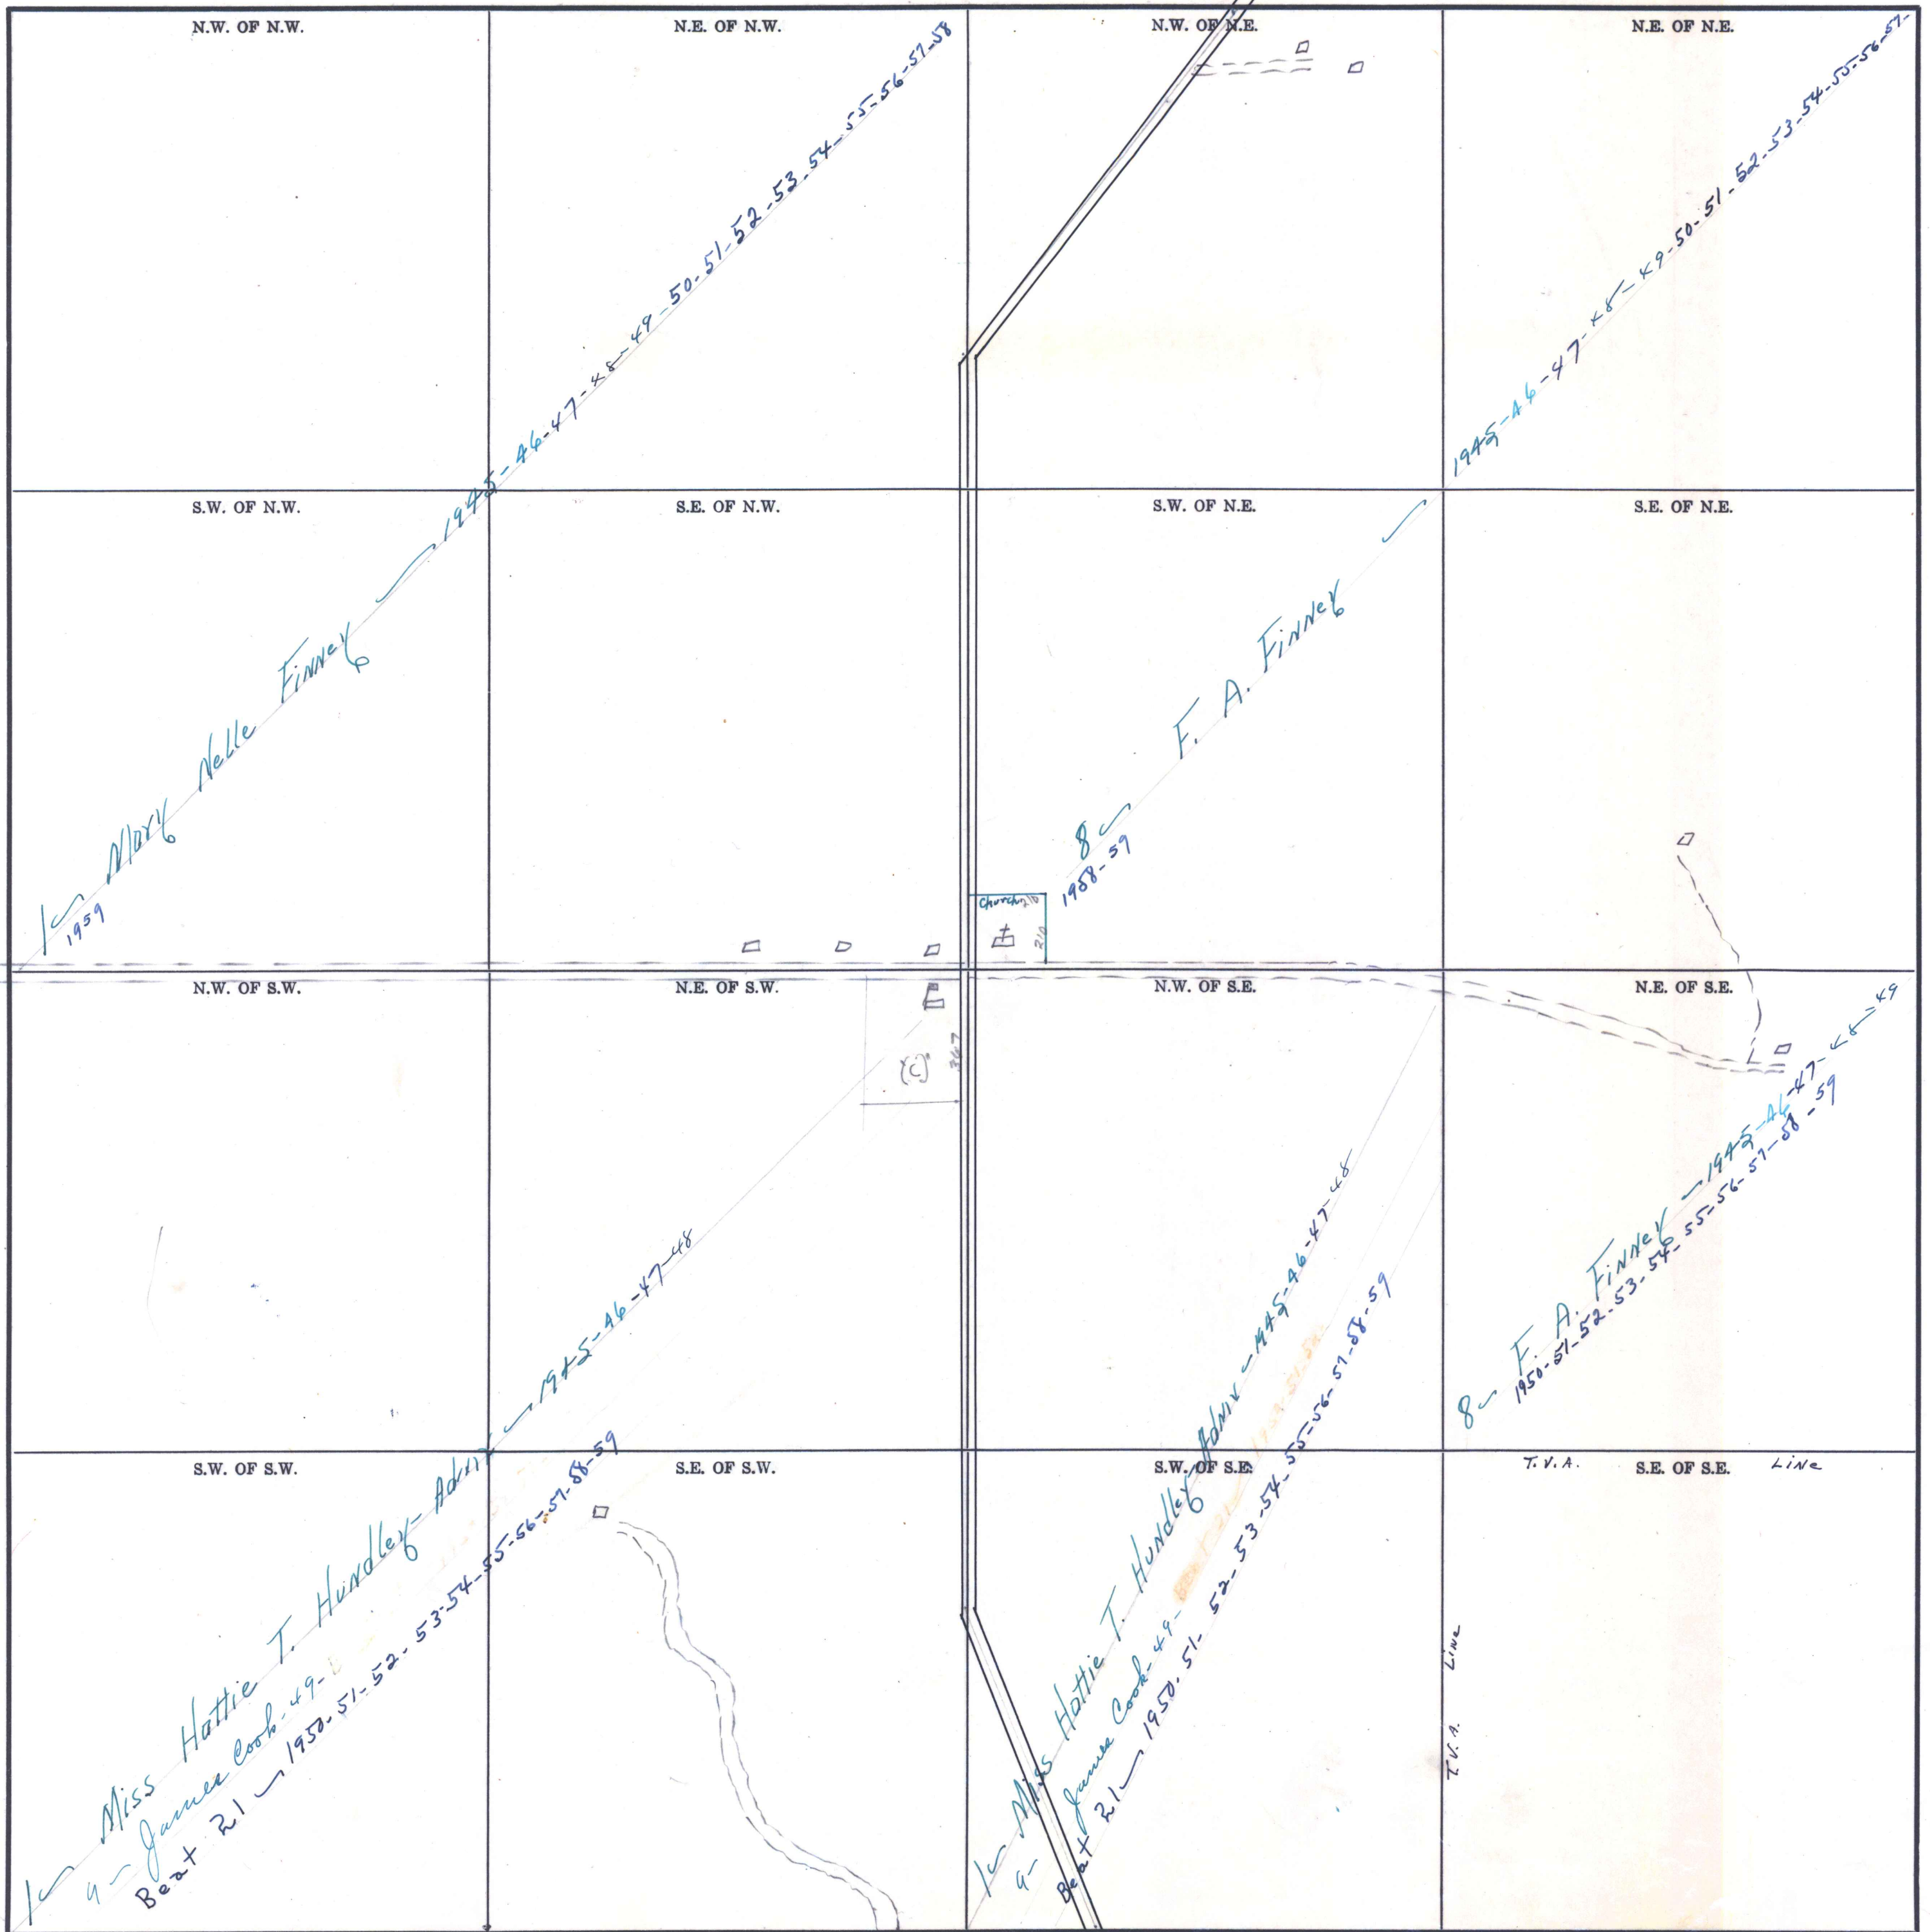 N.W. OF N.W.
N.E. OF N.W.
N.W. OF N.E.
N.E. OF N.E.
1 Mary Nelle Finney 1945-46-47-48-49-50-51-52-53-54-55-56-57-58
1959
8 F. A. Finney 1945-46-47-48-49-50-51-52-53-54-55-56-57-
1958-59
S.W. OF N.W.
S.E. OF N.W.
S.W. OF N.E.
S.E. OF N.E.
Church 210
210
N.W. OF S.W.
N.E. OF S.W.
N.W. OF S.E.
N.E. OF S.E.
(C)
367
8 F. A. Finney 1945-46-47-48-49
1950-51-52-53-54-55-56-57-58-59
S.W. OF S.W.
S.E. OF S.W.
S.W. OF S.E.
T.V.A. S.E. OF S.E. Line
1 Miss Hattie T. Hundley - Admix 1945-46-47-48
James Cook-49-
Beat 21 1950-51-52-53-54-55-56-57-58-59
1 Miss Hattie T. Hundley Admix - 1945-46-47-48
James Cook-49-
Beat 21 1950-51-52-53-54-55-56-57-58-59
T.V.A. Line